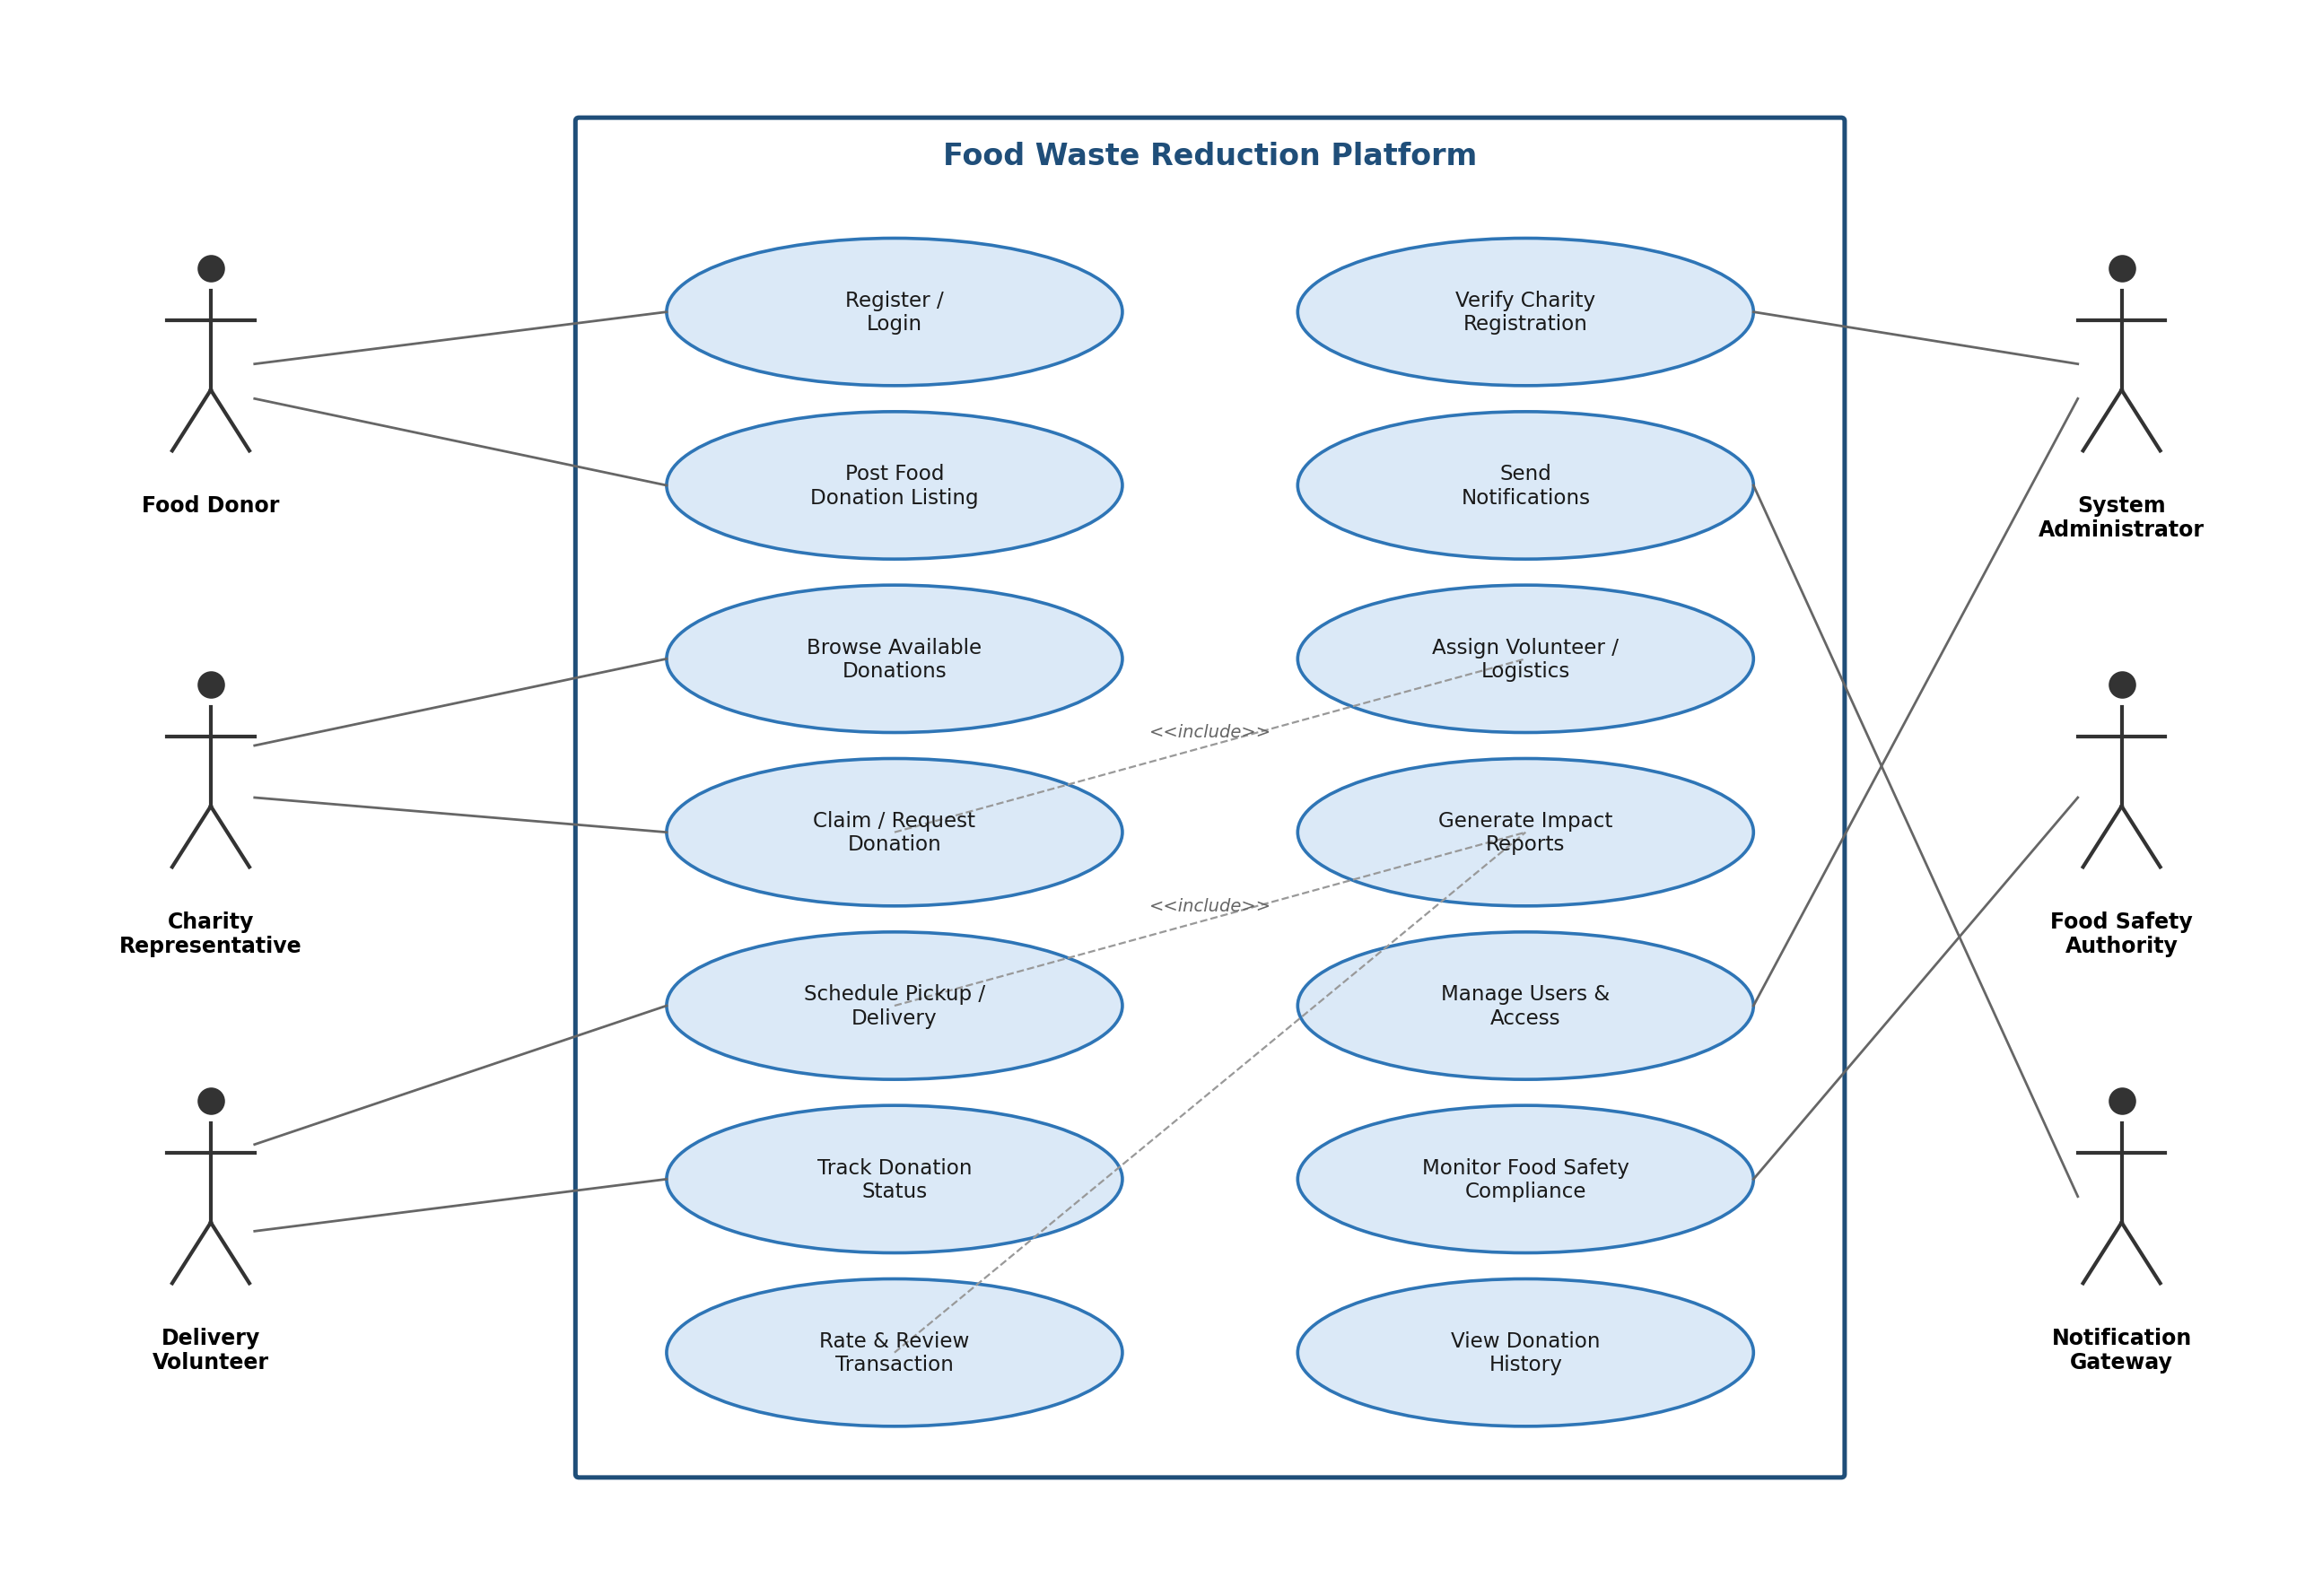 Food Waste Reduction Platform
Register /
Login
Verify Charity
Registration
Food Donor
Post Food
Donation Listing
Send
Notifications
System
Administrator
Browse Available
Donations
Assign Volunteer /
Logistics
<<include>>
Claim / Request
Donation
Generate Impact
Reports
Charity
Representative
<<include>>
Food Safety
Authority
Schedule Pickup /
Delivery
Manage Users &
Access
Track Donation
Status
Monitor Food Safety
Compliance
Delivery
Volunteer
Rate & Review
Transaction
View Donation
History
Notification
Gateway